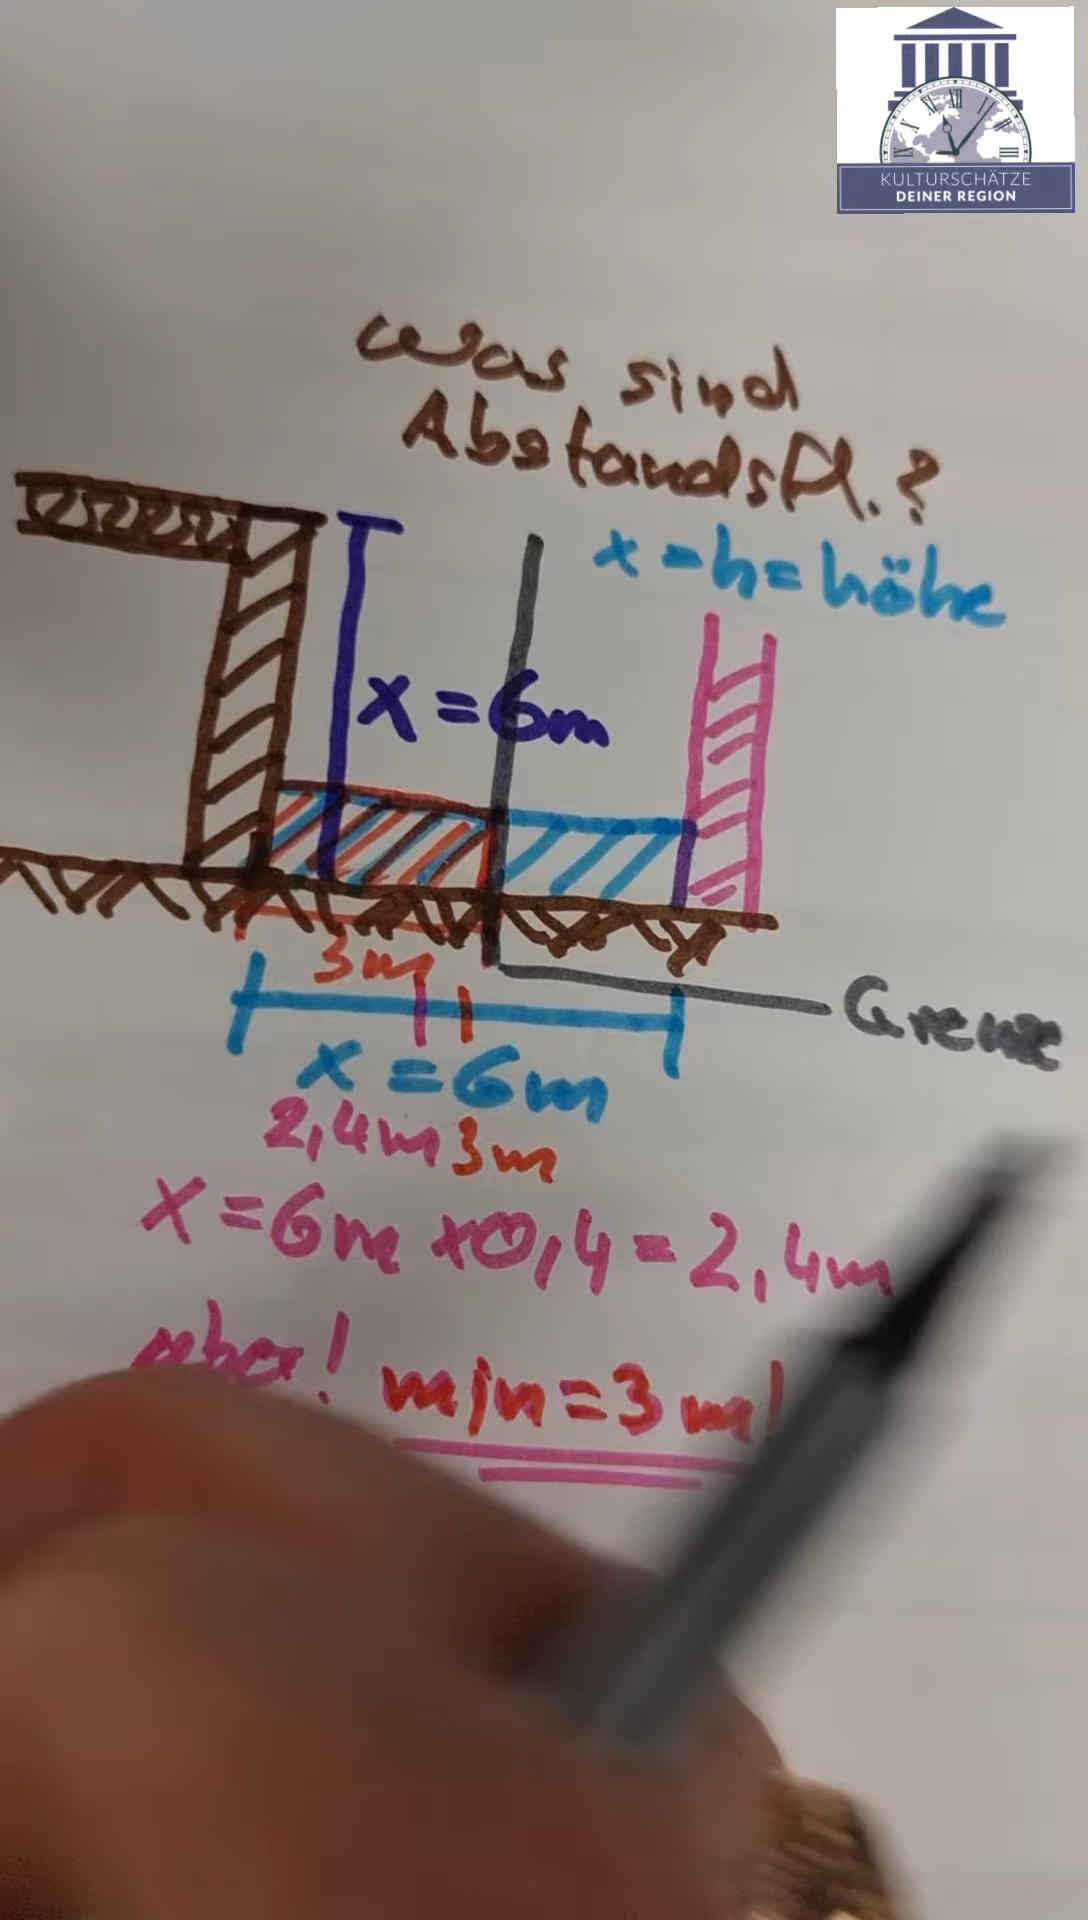 KULTURSCHÄTZE
DEINER REGION
Was sind
Abstandsfl.?
x = h = höhe
x = 6m
3m
Grenze
x = 6m
2,4m 3m
x = 6m x 0,4 = 2,4m
aber! min = 3m!